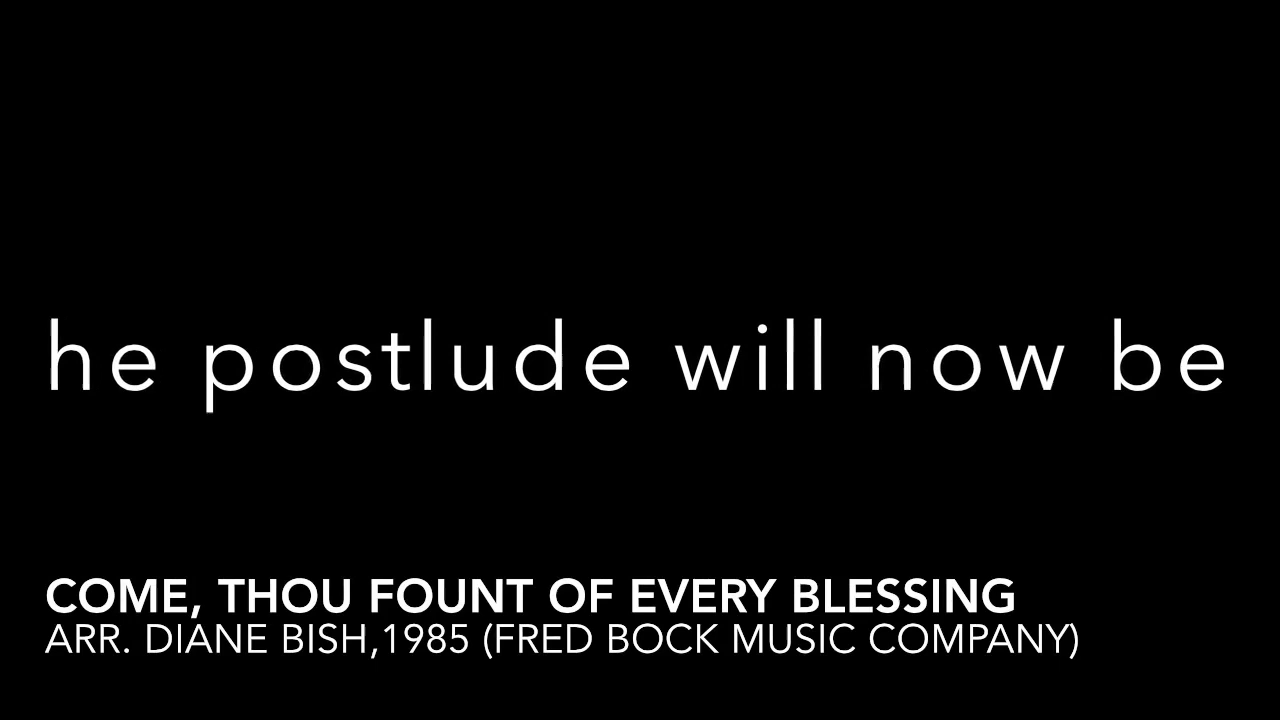 he postlude will now be
COME, THOU FOUNT OF EVERY BLESSING
ARR. DIANE BISH,1985 (FRED BOCK MUSIC COMPANY)